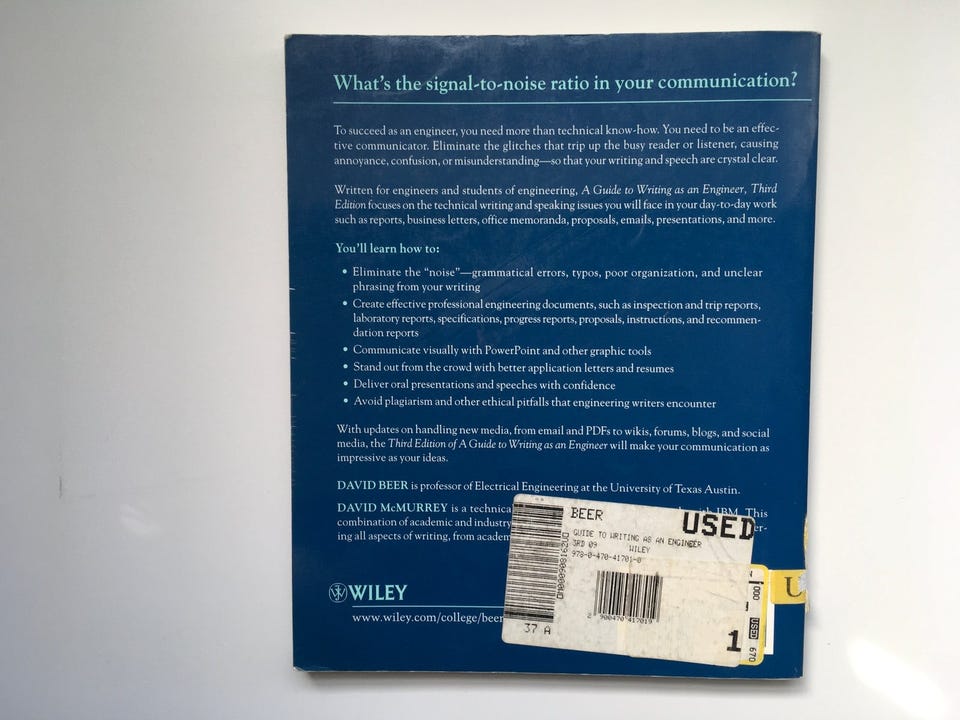 What's the signal-to-noise ratio in your communication?
To succeed as an engineer, you need more than technical know-how. You need to be an effec-
tive communicator. Eliminate the glitches that trip up the busy reader or listener, causing
annoyance, confusion, or misunderstanding—so that your writing and speech are crystal clear.
Written for engineers and students of engineering, A Guide to Writing as an Engineer, Third
Edition focuses on the technical writing and speaking issues you will face in your day-to-day work
such as reports, business letters, office memoranda, proposals, emails, presentations, and more.
You'll learn how to:
• Eliminate the “noise”—grammatical errors, typos, poor organization, and unclear
phrasing from your writing
• Create effective professional engineering documents, such as inspection and trip reports,
laboratory reports, specifications, progress reports, proposals, instructions, and recommen-
dation reports
• Communicate visually with PowerPoint and other graphic tools
• Stand out from the crowd with better application letters and resumes
• Deliver oral presentations and speeches with confidence
• Avoid plagiarism and other ethical pitfalls that engineering writers encounter
With updates on handling new media, from email and PDFs to wikis, forums, blogs, and social
media, the Third Edition of A Guide to Writing as an Engineer will make your communication as
impressive as your ideas.
DAVID BEER is professor of Electrical Engineering at the University of Texas Austin.
DAVID McMURREY is a technica with IBM. This
combination of academic and industry er-
ing all aspects of writing, from academ
WILEY
www.wiley.com/college/beer
BEER USED
GUIDE TO WRITING AS AN ENGINEER
3RD 09 WILEY
978-0-470-41701-0
2 900470 417019
37 A
1
U
USED
670